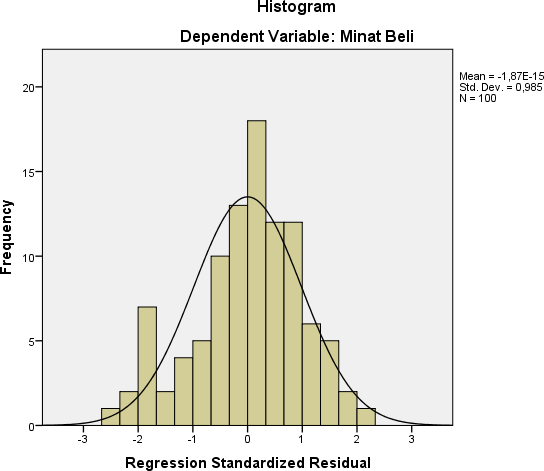 Histogram
Dependent Variable: Minat Beli
Mean = -1,87E-15
Std. Dev. = 0,985
N = 100
Frequency
20
15
10
5
0
-3 -2 -1 0 1 2 3
Regression Standardized Residual